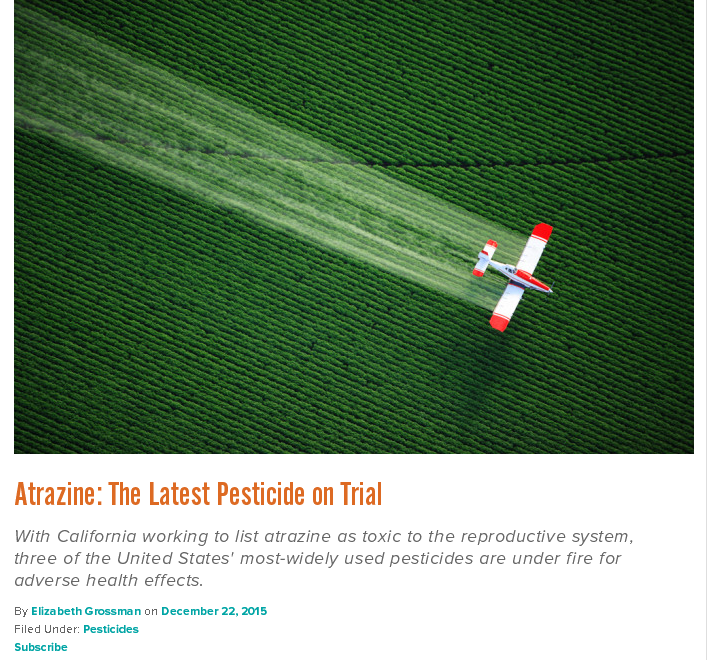 Atrazine: The Latest Pesticide on Trial
With California working to list atrazine as toxic to the reproductive system,
three of the United States' most-widely used pesticides are under fire for
adverse health effects.
By Elizabeth Grossman on December 22, 2015
Filed Under: Pesticides
Subscribe